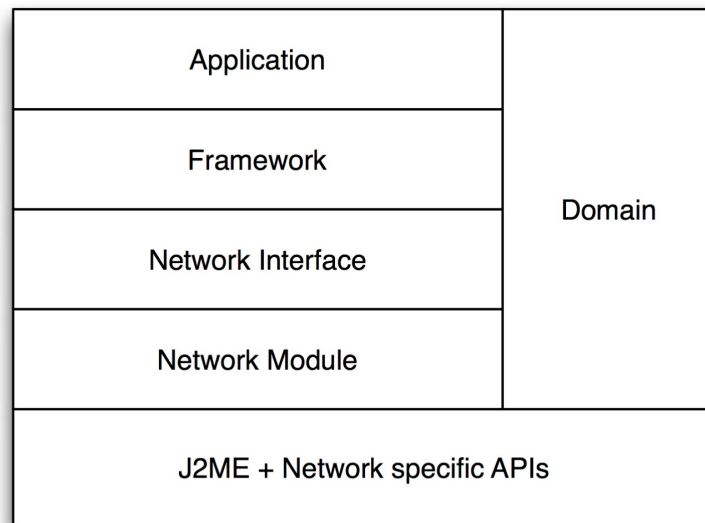 Application
Framework
Domain
Network Interface
Network Module
J2ME + Network specific APIs